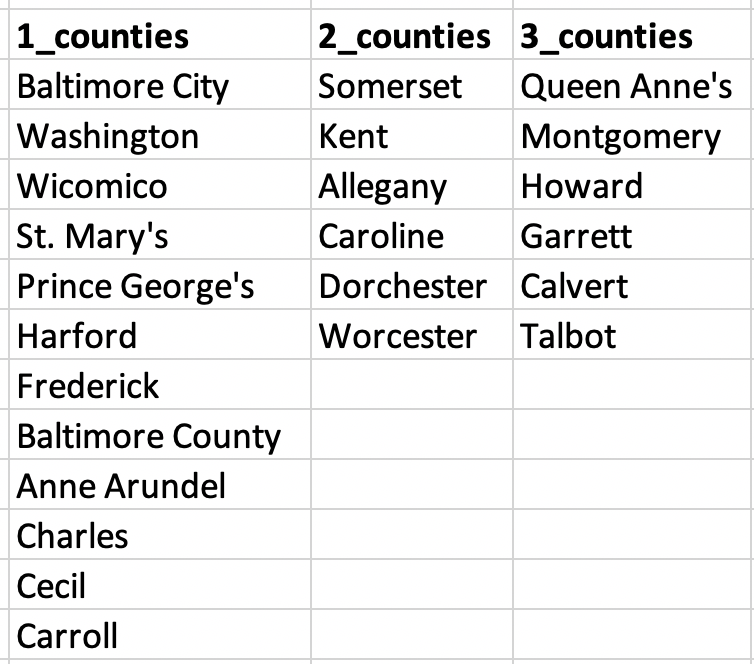 1_counties 2_counties 3_counties
Baltimore City Somerset Queen Anne's
Washington Kent Montgomery
Wicomico Allegany Howard
St. Mary's Caroline Garrett
Prince George's Dorchester Calvert
Harford Worcester Talbot
Frederick
Baltimore County
Anne Arundel
Charles
Cecil
Carroll